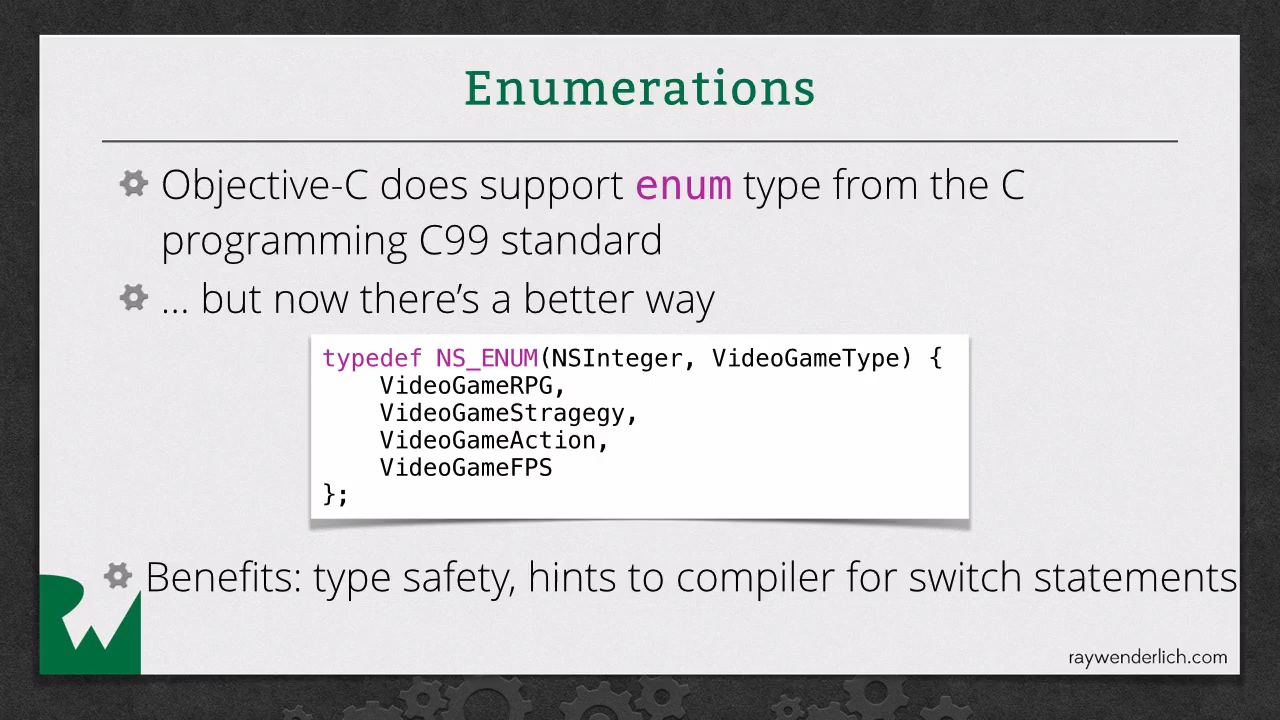 Enumerations
Objective-C does support enum type from the C
programming C99 standard
... but now there’s a better way
typedef NS_ENUM(NSInteger, VideoGameType) {
    VideoGameRPG,
    VideoGameStragegy,
    VideoGameAction,
    VideoGameFPS
};
Benefits: type safety, hints to compiler for switch statements
raywenderlich.com